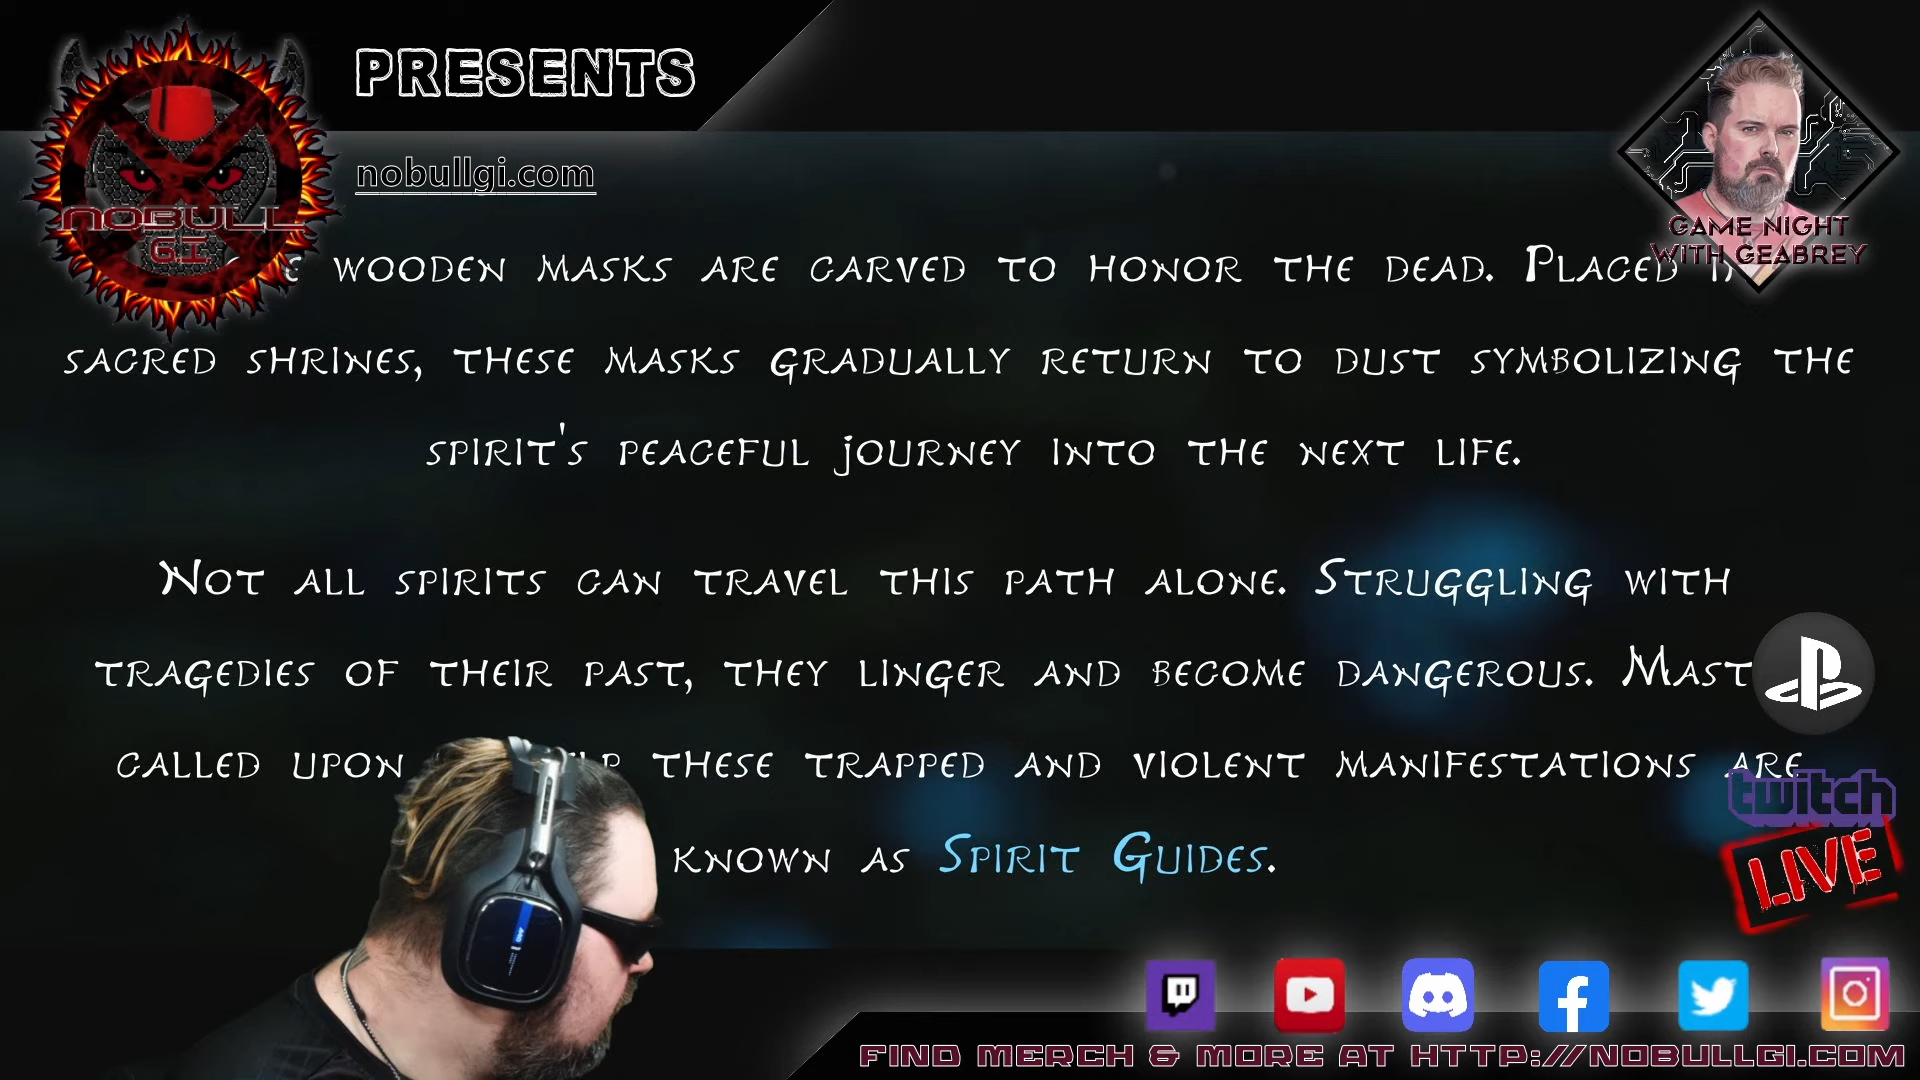 PRESENTS
nobullgi.com
NOBULL
GI
GAME NIGHT
WITH GEABREY
WOODEN MASKS ARE CARVED TO HONOR THE DEAD. PLACED
SACRED SHRINES, THESE MASKS GRADUALLY RETURN TO DUST SYMBOLIZING THE
SPIRIT'S PEACEFUL JOURNEY INTO THE NEXT LIFE.
NOT ALL SPIRITS CAN TRAVEL THIS PATH ALONE. STRUGGLING WITH
TRAGEDIES OF THEIR PAST, THEY LINGER AND BECOME DANGEROUS.
CALLED UPON THESE TRAPPED AND VIOLENT MANIFESTATIONS ARE
KNOWN AS SPIRIT GUIDES.
twitch
LIVE
FIND MERCH & MORE AT HTTP://NOBULLGI.COM